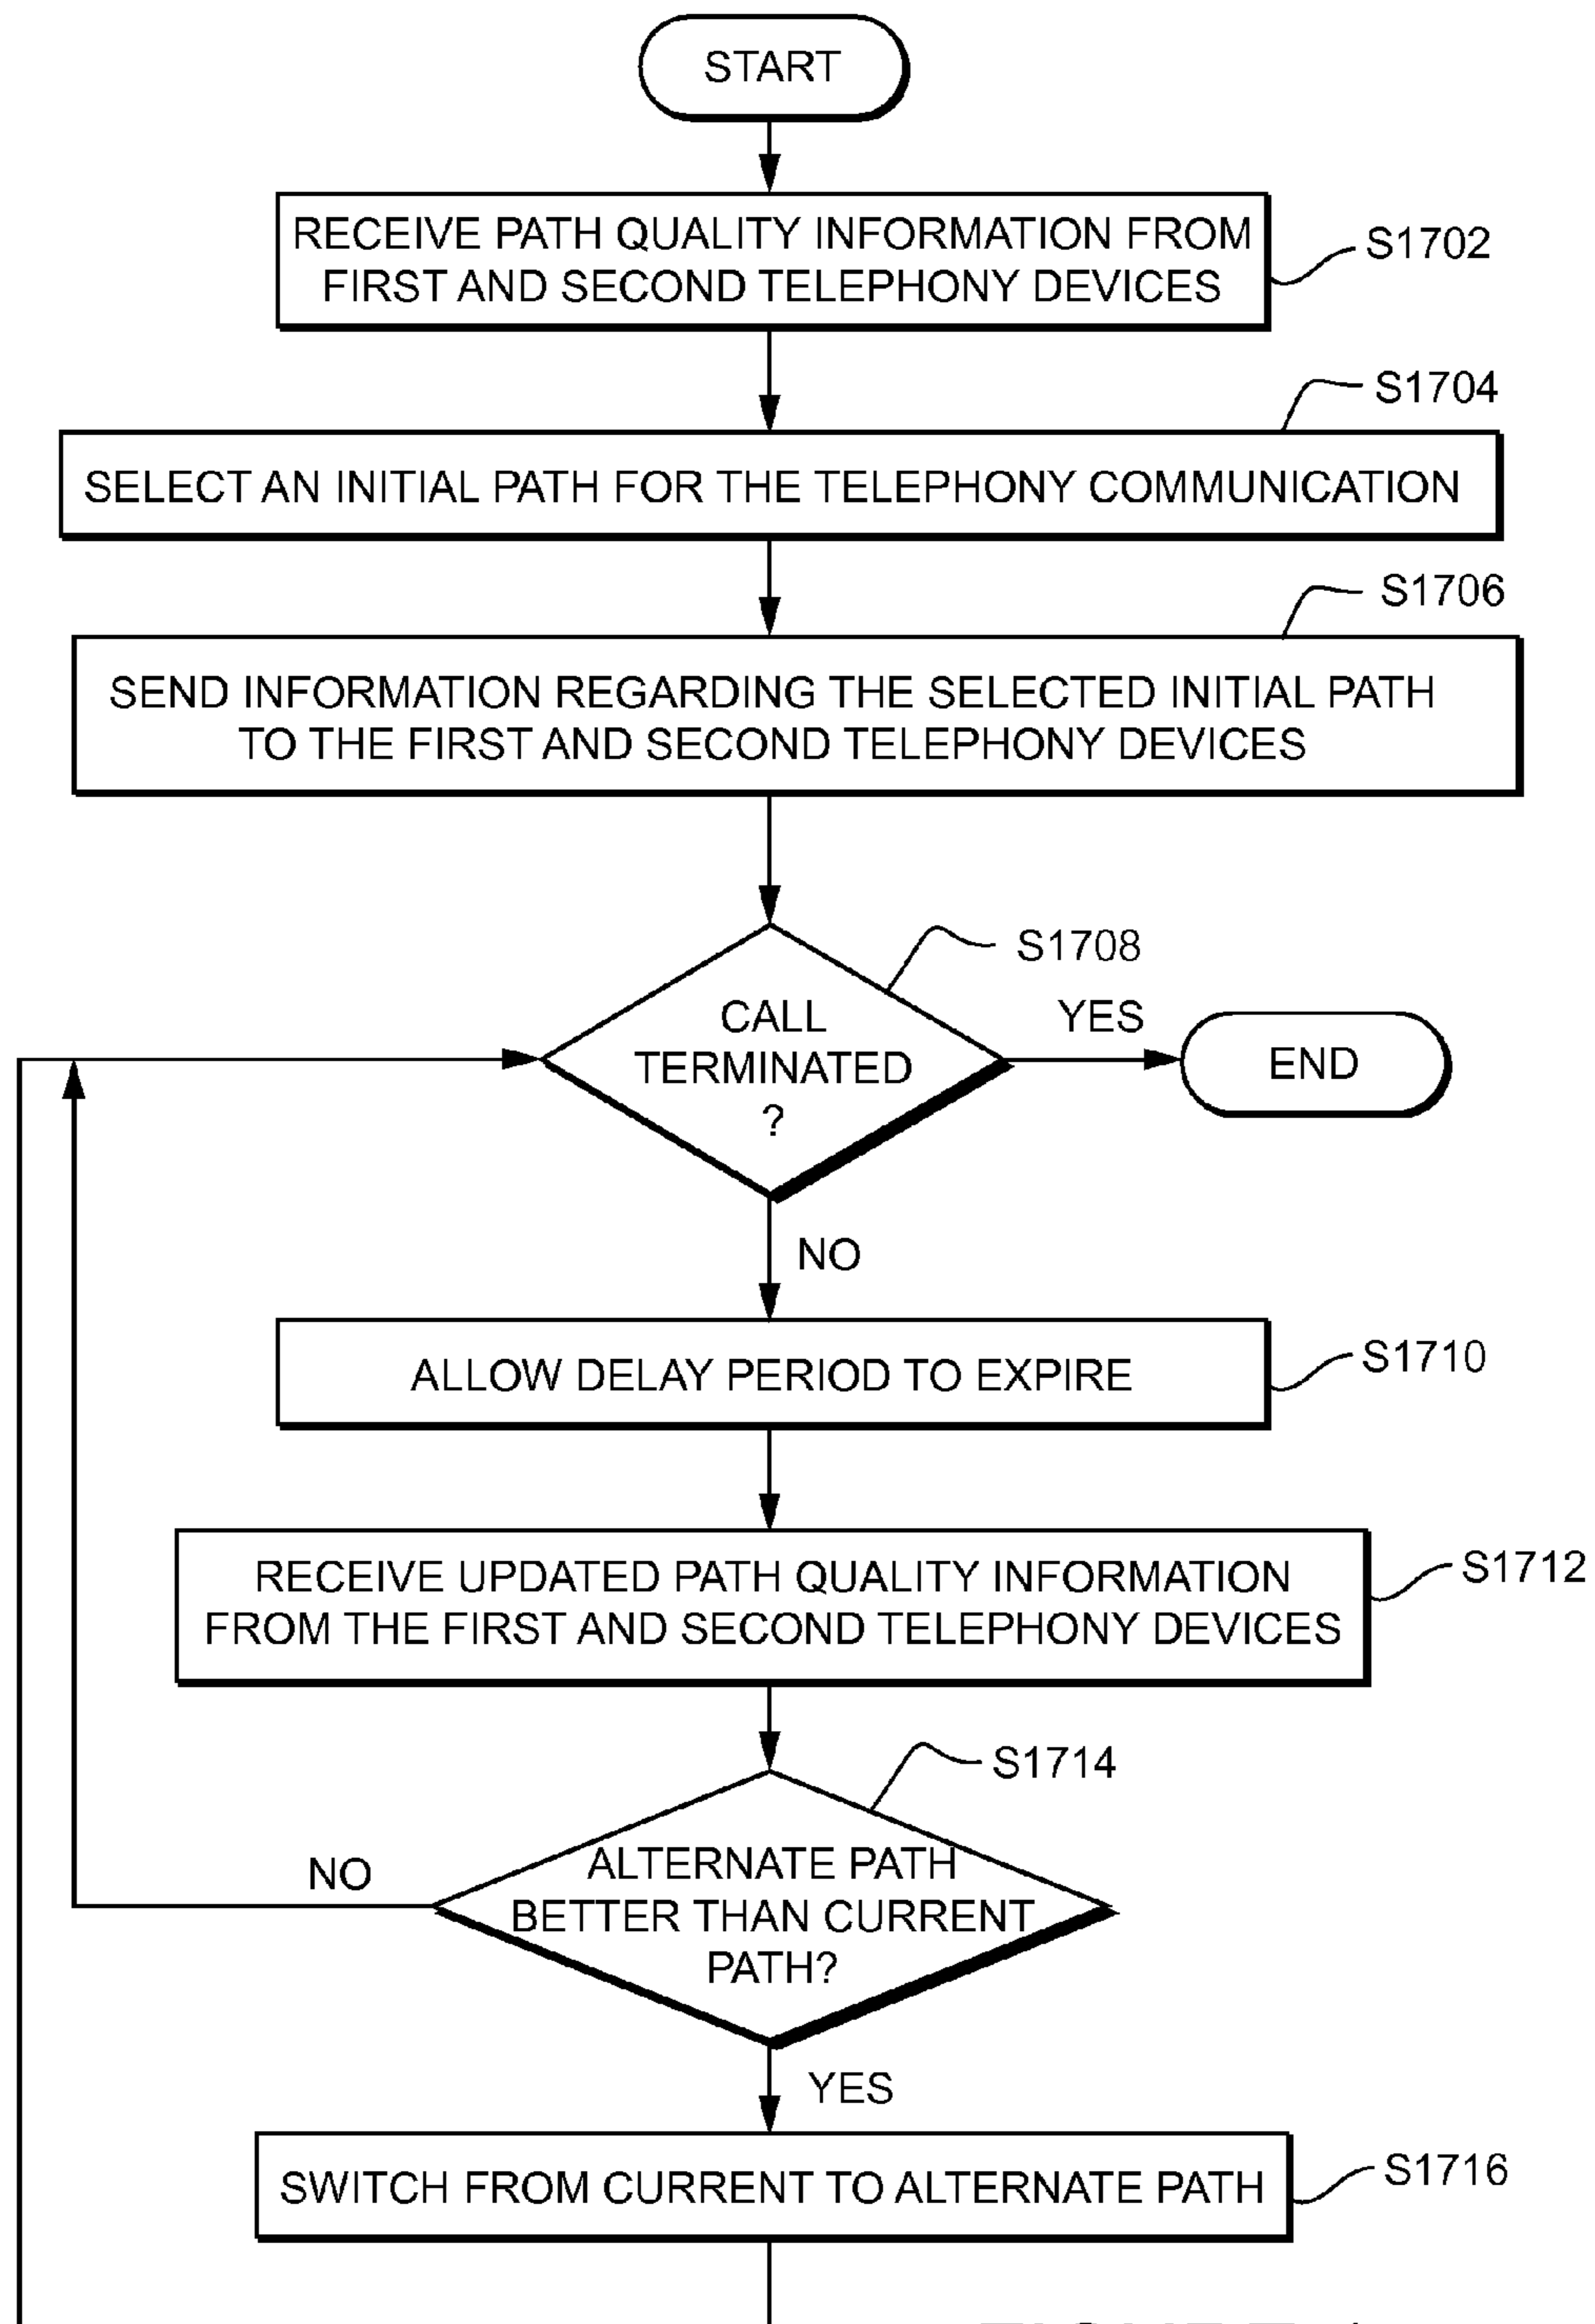 START
RECEIVE PATH QUALITY INFORMATION FROM
FIRST AND SECOND TELEPHONY DEVICES
S1702
S1704
SELECT AN INITIAL PATH FOR THE TELEPHONY COMMUNICATION
S1706
SEND INFORMATION REGARDING THE SELECTED INITIAL PATH
TO THE FIRST AND SECOND TELEPHONY DEVICES
S1708
CALL
TERMINATED
?
YES
END
NO
ALLOW DELAY PERIOD TO EXPIRE
S1710
RECEIVE UPDATED PATH QUALITY INFORMATION
FROM THE FIRST AND SECOND TELEPHONY DEVICES
S1712
S1714
ALTERNATE PATH
BETTER THAN CURRENT
PATH?
NO
YES
SWITCH FROM CURRENT TO ALTERNATE PATH
S1716